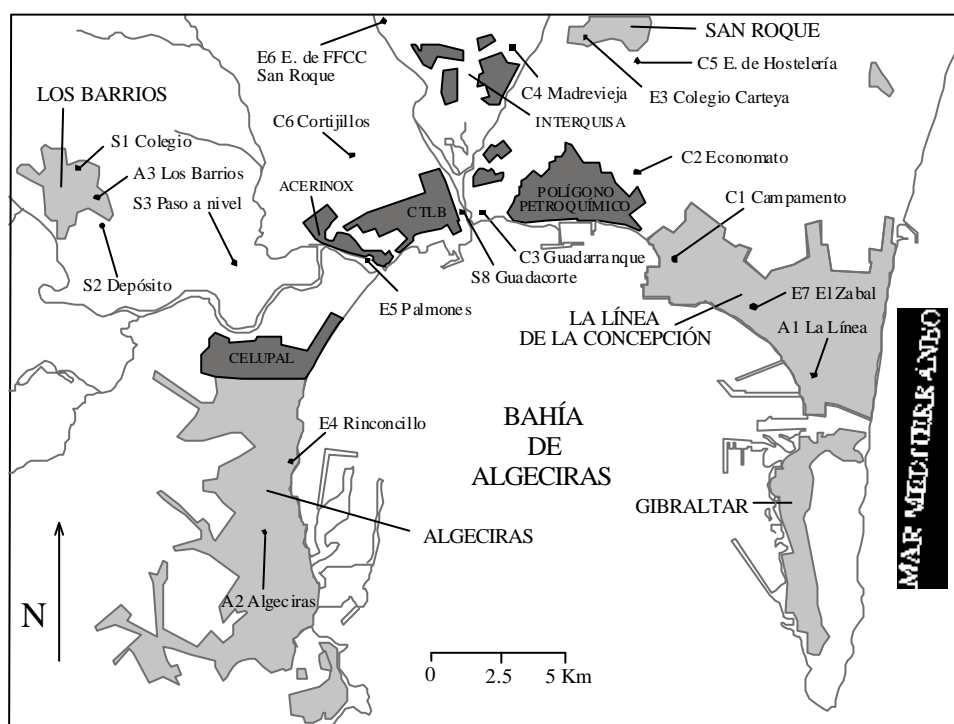 SAN ROQUE
E6 E. de FFCC
San Roque
C5 E. de Hostelería
LOS BARRIOS
C4 Madrevieja
E3 Colegio Carteya
C6 Cortijillos
INTERQUISA
S1 Colegio
C2 Economato
A3 Los Barrios
ACERINOX
POLÍGONO
PETROQUÍMICO
S3 Paso a nivel
CTLB
C1 Campamento
C3 Guadarranque
S2 Depósito
S8 Guadacorte
E7 El Zabal
E5 Palmones
LA LÍNEA
DE LA CONCEPCIÓN
A1 La Línea
CELUPAL
MAR MEDITERRÁNEO
E4 Rinconcillo
BAHÍA
DE
ALGECIRAS
GIBRALTAR
ALGECIRAS
A2 Algeciras
N
0 2.5 5 Km